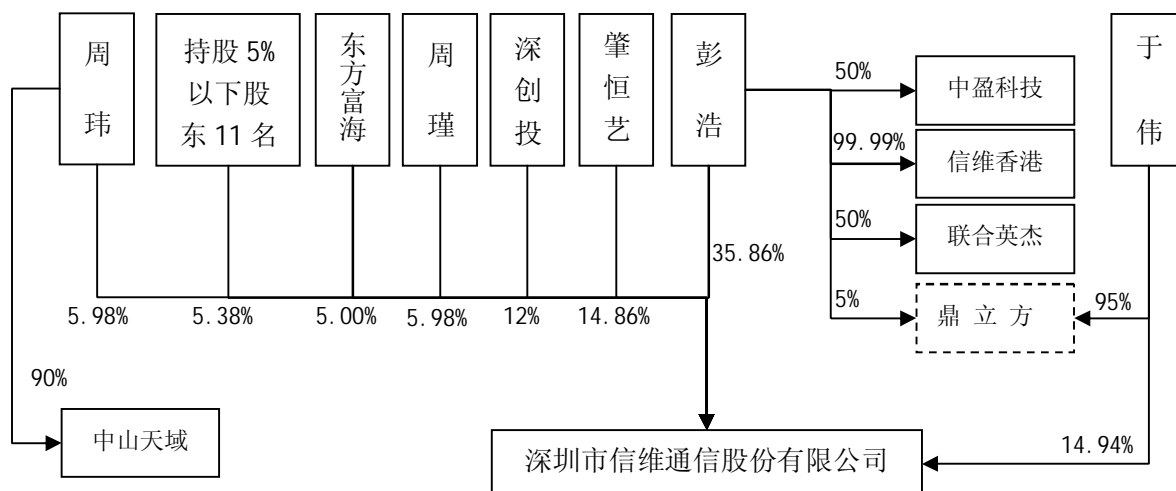 周
玮
持股 5%
以下股
东 11 名
东方富海
周
瑾
深创投
肇恒艺
彭
浩
于
伟
50%
中盈科技
99.99%
信维香港
50%
联合英杰
35.86%
5%
鼎 立 方
95%
5.98%
5.38%
5.00%
5.98%
12%
14.86%
90%
中山天域
深圳市信维通信股份有限公司
14.94%